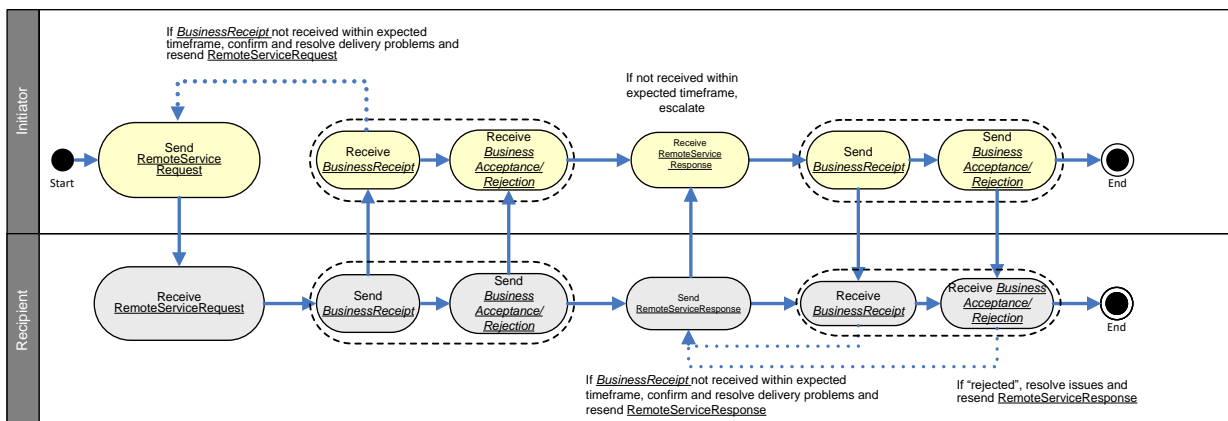 Initiator
If BusinessReceipt not received within expected
timeframe, confirm and resolve delivery problems and
resend RemoteServiceRequest
If not received within
expected timeframe,
escalate
Start
Send
RemoteService
Request
Receive
BusinessReceipt
Receive
Business
Acceptance/
Rejection
Receive
RemoteService
Response
Send
BusinessReceipt
Send
Business
Acceptance/
Rejection
End
Recipient
Receive
RemoteServiceRequest
Send
BusinessReceipt
Send
Business
Acceptance/
Rejection
Send
RemoteServiceResponse
Receive
BusinessReceipt
Receive Business
Acceptance/
Rejection
End
If BusinessReceipt not received within expected
timeframe, confirm and resolve delivery problems and
resend RemoteServiceResponse
If “rejected”, resolve issues and
resend RemoteServiceResponse